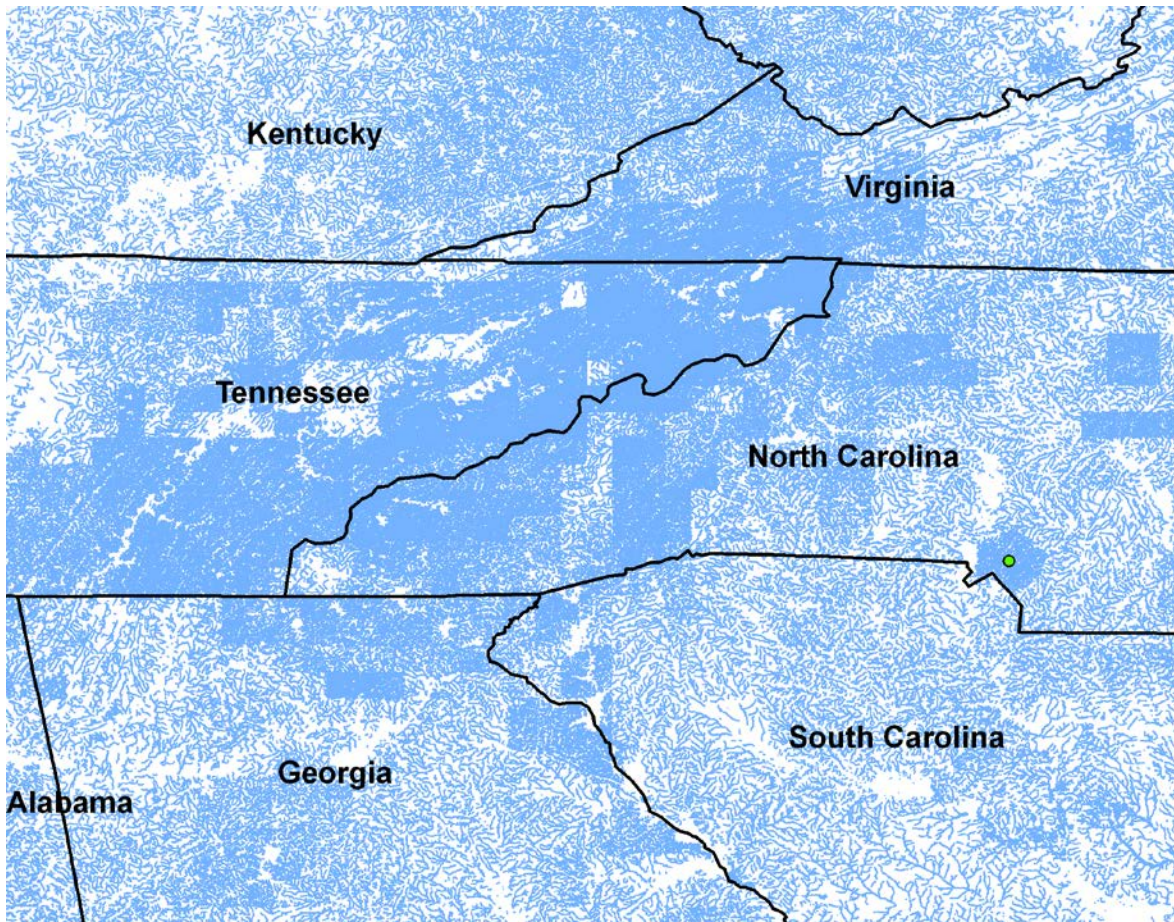 Kentucky
Virginia
Tennessee
North Carolina
South Carolina
Georgia
Alabama